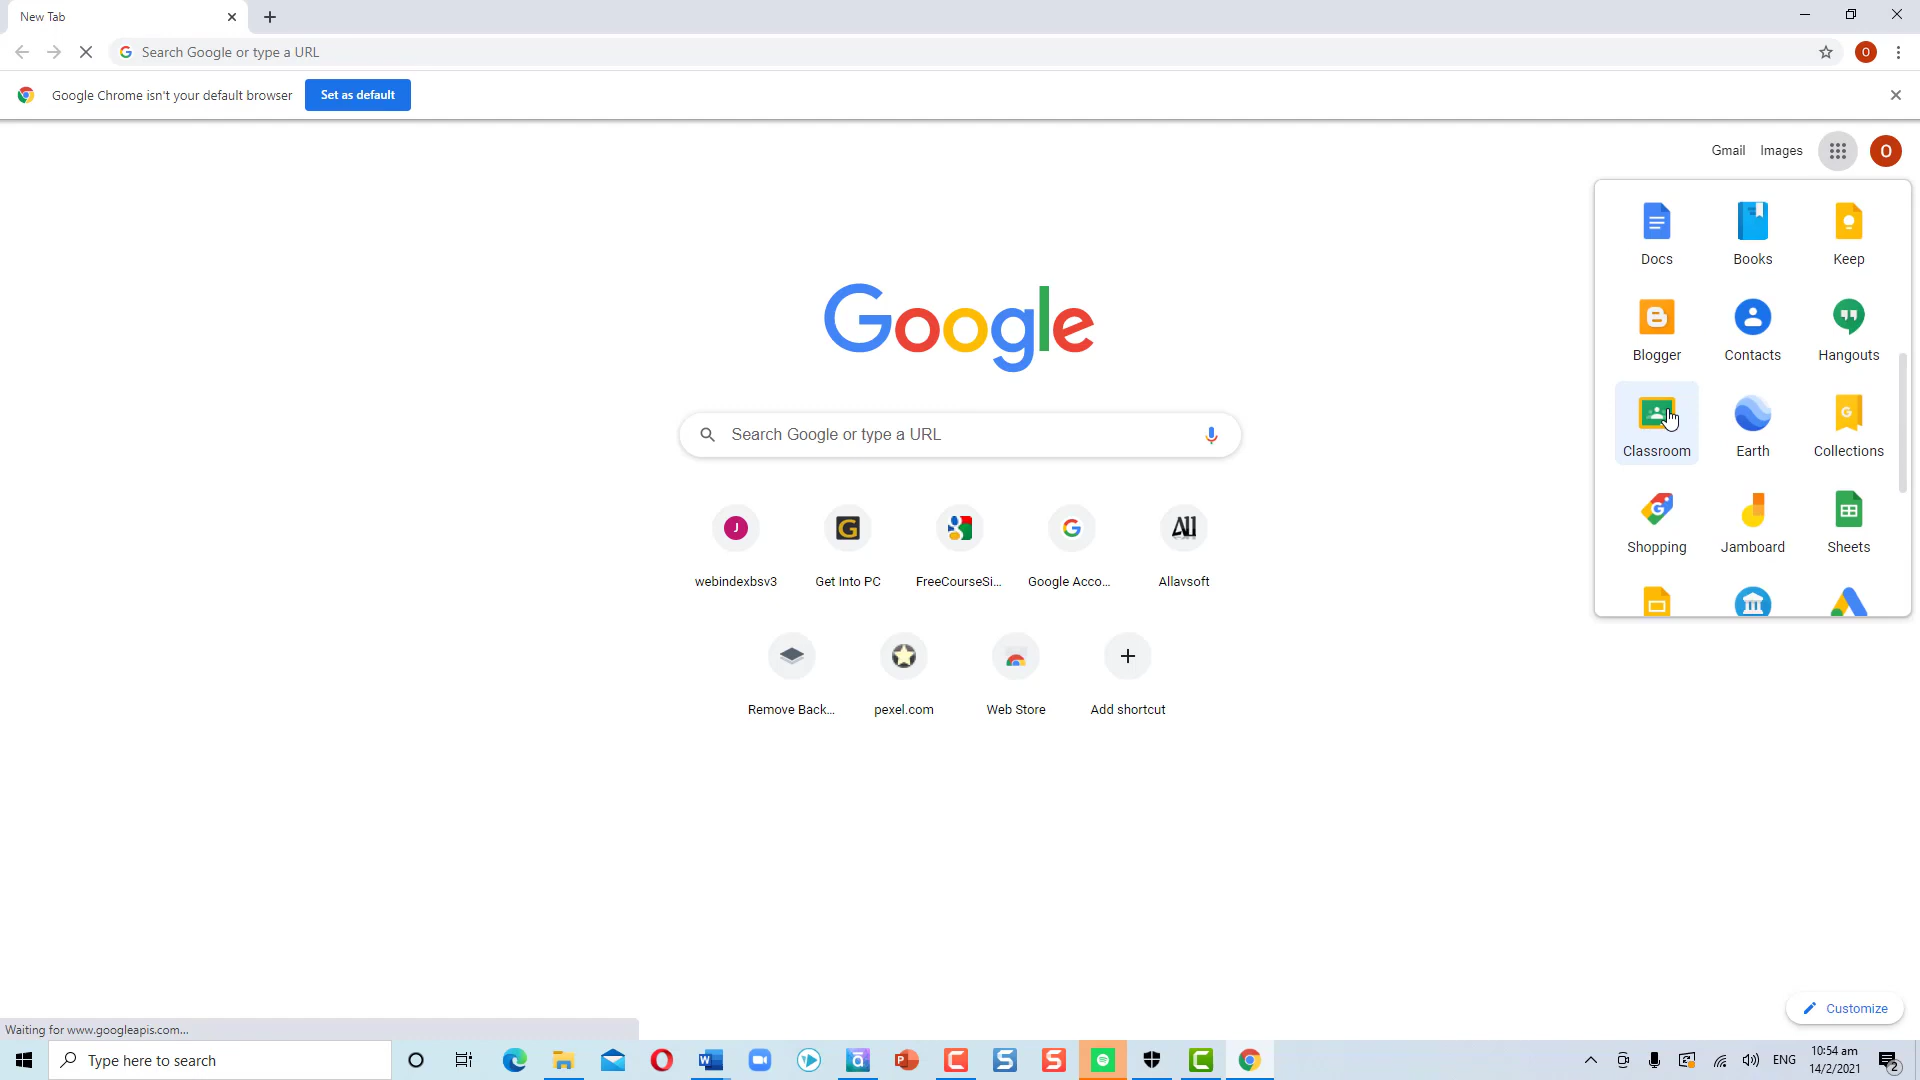 New Tab
Search Google or type a URL
O
Google Chrome isn't your default browser
Set as default
Gmail
Images
O
Google
Search Google or type a URL
Docs
Books
Keep
Blogger
Contacts
Hangouts
Classroom
Earth
Collections
Shopping
Jamboard
Sheets
J
webindexbsv3
Get Into PC
FreeCourseSi...
Google Acco...
All
Allavsoft
Remove Back...
pexel.com
Web Store
Add shortcut
Customize
Waiting for www.googleapis.com...
Type here to search
ENG
10:54 am
14/2/2021
2